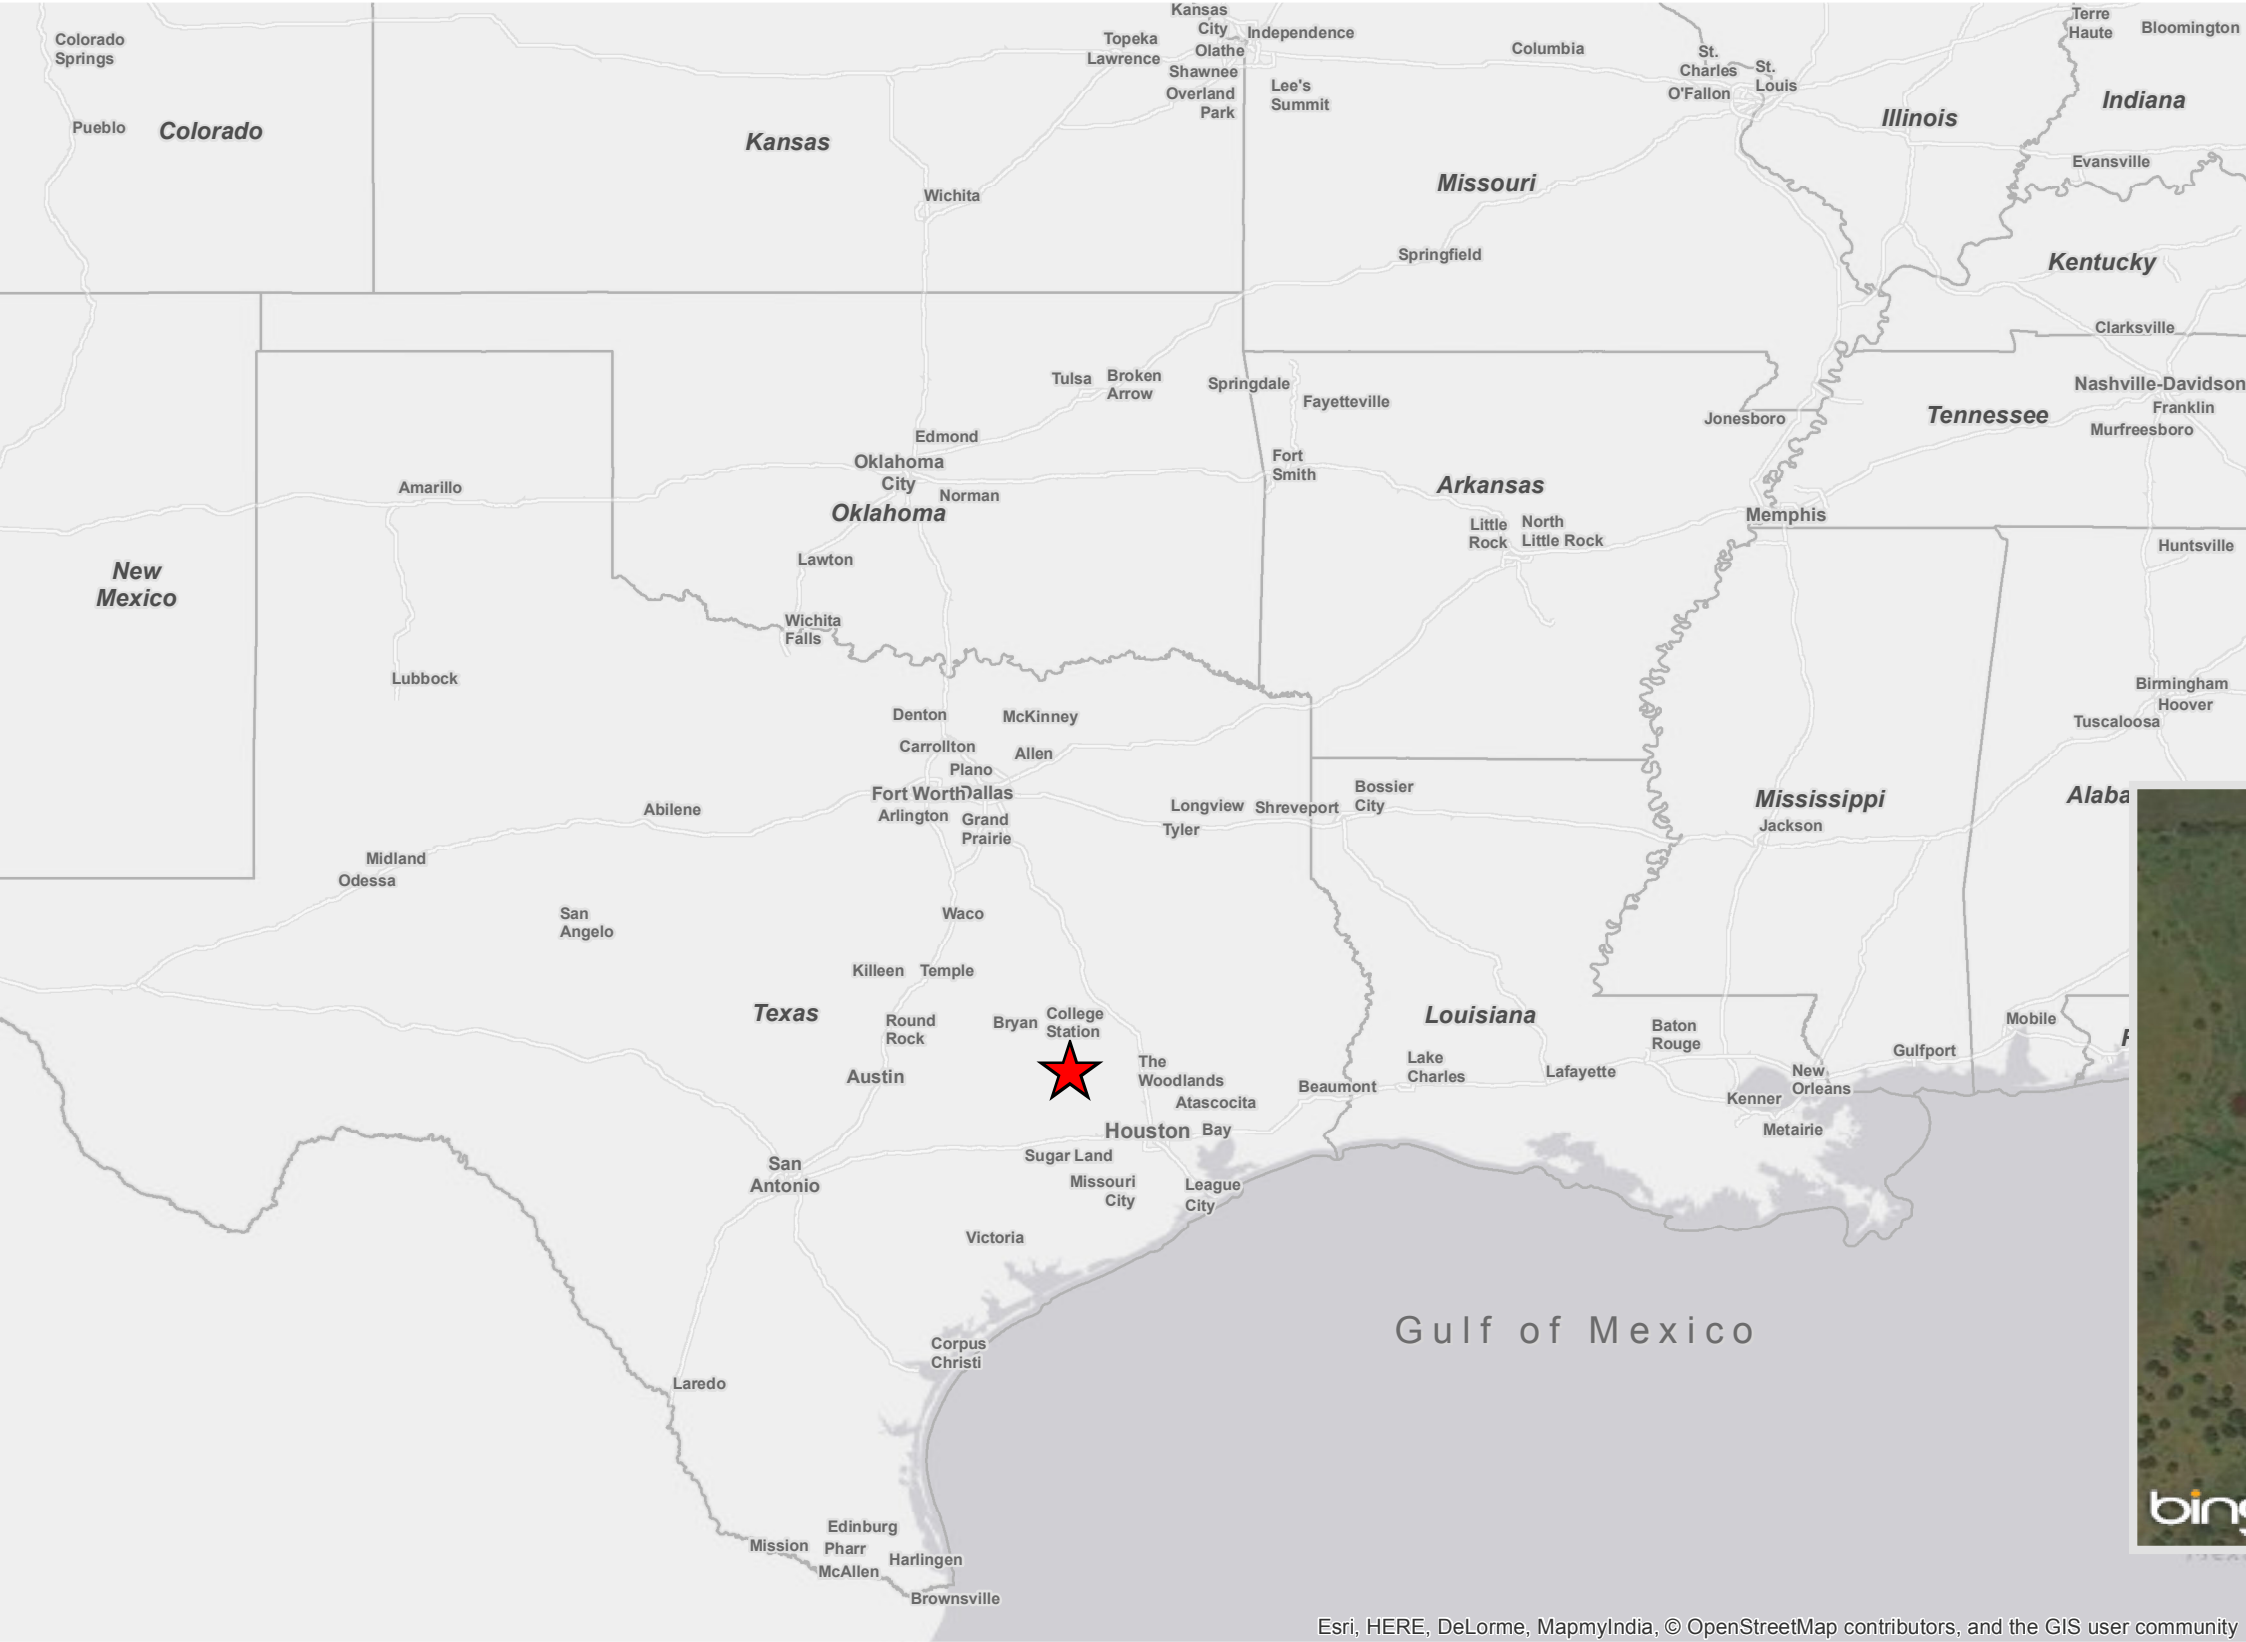 Kansas
City
Independence
Terre
Haute
Bloomington
Colorado
Springs
Topeka
Lawrence
Olathe
Columbia
St.
Charles
St.
Louis
Shawnee
Overland
Park
Lee's
Summit
O'Fallon
Indiana
Illinois
Pueblo
Colorado
Kansas
Evansville
Missouri
Wichita
Springfield
Kentucky
Clarksville
Tulsa
Broken
Arrow
Springdale
Fayetteville
Nashville-Davidson
Franklin
Murfreesboro
Tennessee
Jonesboro
Edmond
Oklahoma
City
Norman
Oklahoma
Fort
Smith
Amarillo
Arkansas
Little
Rock
North
Little Rock
Memphis
Huntsville
Lawton
New
Mexico
Wichita
Falls
Lubbock
Birmingham
Hoover
Tuscaloosa
Denton
McKinney
Carrollton
Allen
Plano
Fort Worth
Dallas
Arlington
Grand
Prairie
Abilene
Longview
Shreveport
Bossier
City
Tyler
Mississippi
Jackson
Alaba
Midland
Odessa
San
Angelo
Waco
Killeen
Temple
Texas
Round
Rock
Bryan
College
Station
Louisiana
Baton
Rouge
Mobile
Gulfport
Austin
The
Woodlands
Atascocita
Beaumont
Lake
Charles
Lafayette
New
Orleans
Kenner
Metairie
Houston
Bay
Sugar Land
San
Antonio
Missouri
City
League
City
Victoria
Gulf of Mexico
Corpus
Christi
Laredo
bing
Edinburg
Mission
Pharr
McAllen
Harlingen
Brownsville
Esri, HERE, DeLorme, MapmyIndia, © OpenStreetMap contributors, and the GIS user community